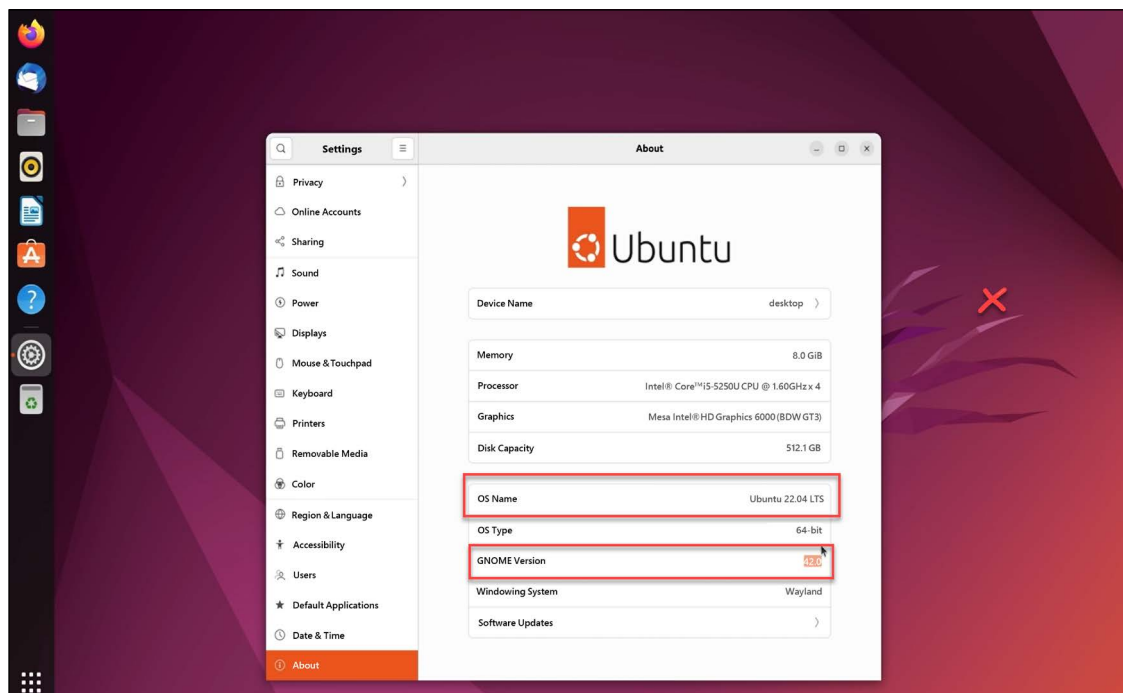 Settings
About
Privacy
Online Accounts
Sharing
Sound
Power
Displays
Mouse & Touchpad
Keyboard
Printers
Removable Media
Color
Region & Language
Accessibility
Users
Default Applications
Date & Time
About
Ubuntu
Device Name desktop
Memory 8.0 GiB
Processor Intel® Core™ i5-5250U CPU @ 1.60GHz x 4
Graphics Mesa Intel® HD Graphics 6000 (BDW GT3)
Disk Capacity 512.1 GB
OS Name Ubuntu 22.04 LTS
OS Type 64-bit
GNOME Version 42.0
Windowing System Wayland
Software Updates